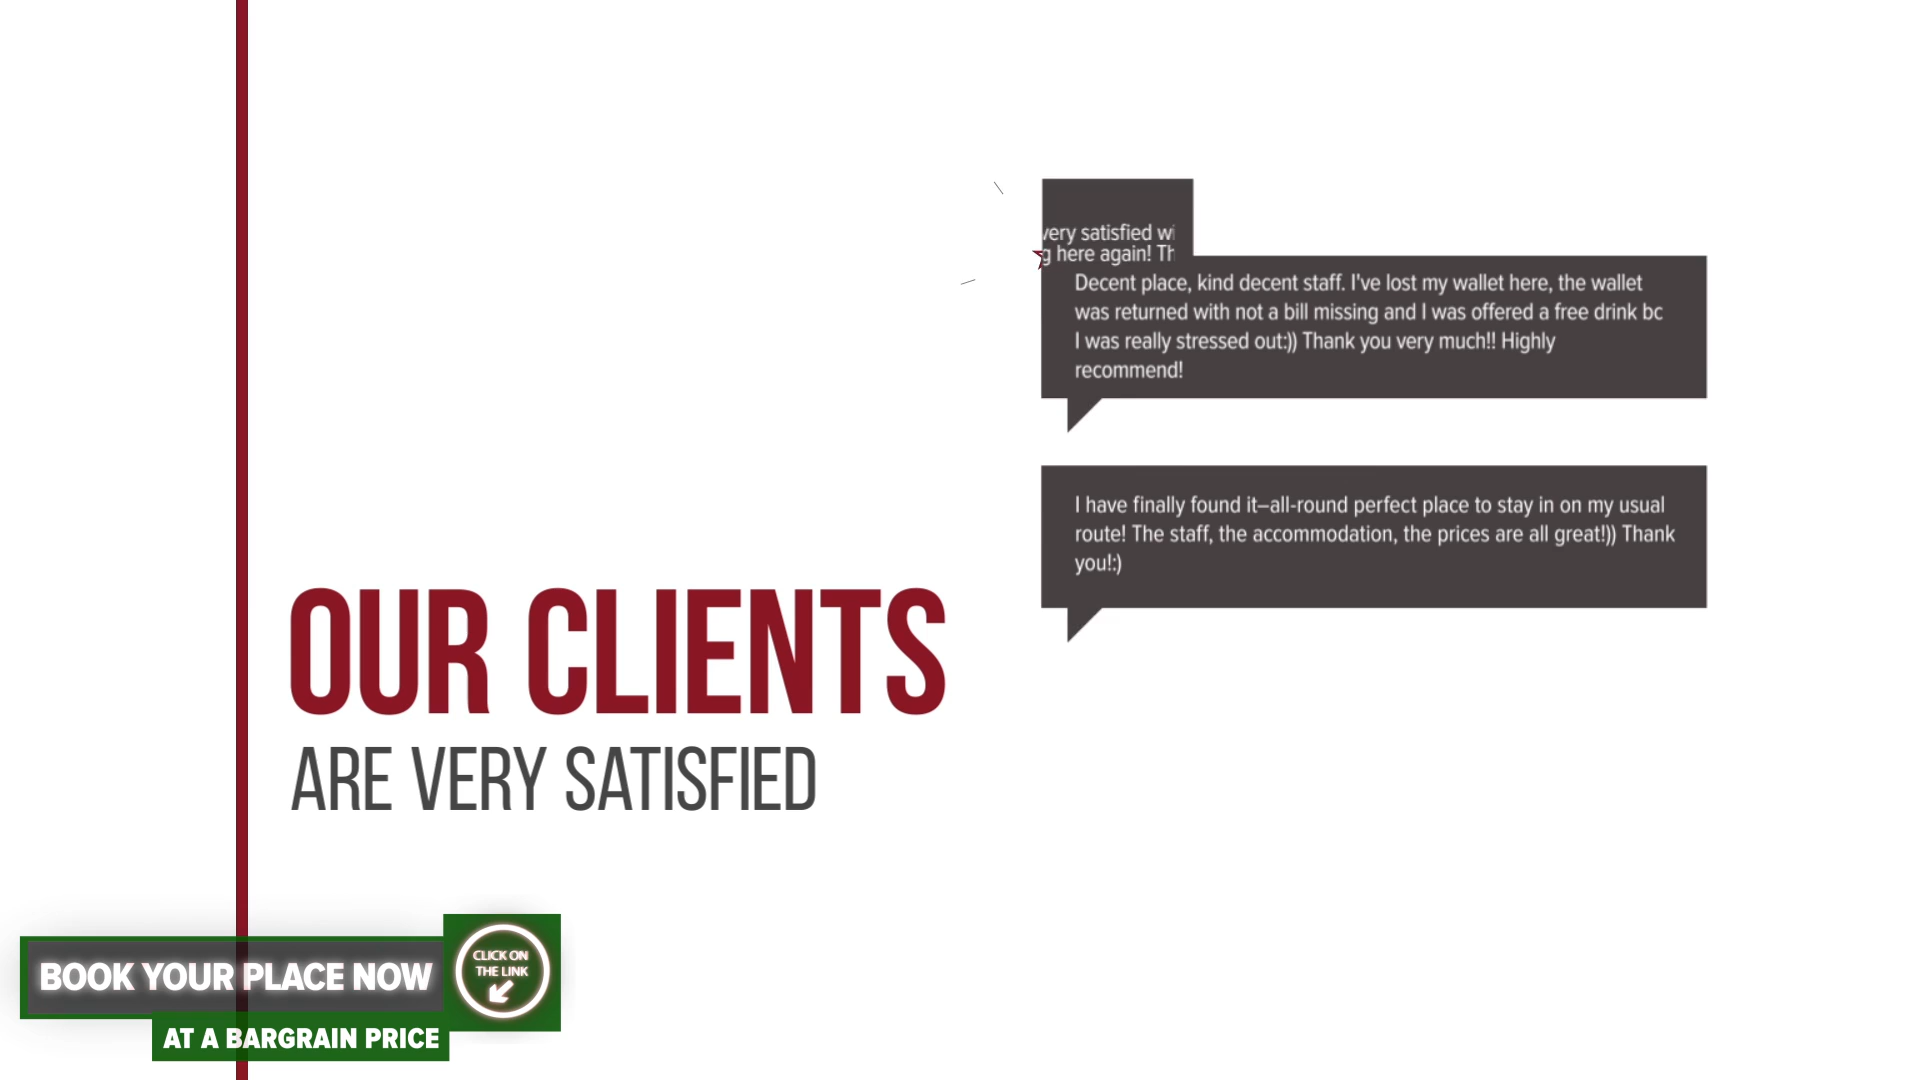 very satisfied
here again!
Decent place, kind decent staff. I've lost my wallet here, the wallet
was returned with not a bill missing and I was offered a free drink bc
I was really stressed out:)) Thank you very much!! Highly
recommend!
I have finally found it–all-round perfect place to stay in on my usual
route! The staff, the accommodation, the prices are all great!)) Thank
you!:)
OUR CLIENTS
ARE VERY SATISFIED
BOOK YOUR PLACE NOW
CLICK ON
THE LINK
AT A BARGRAIN PRICE